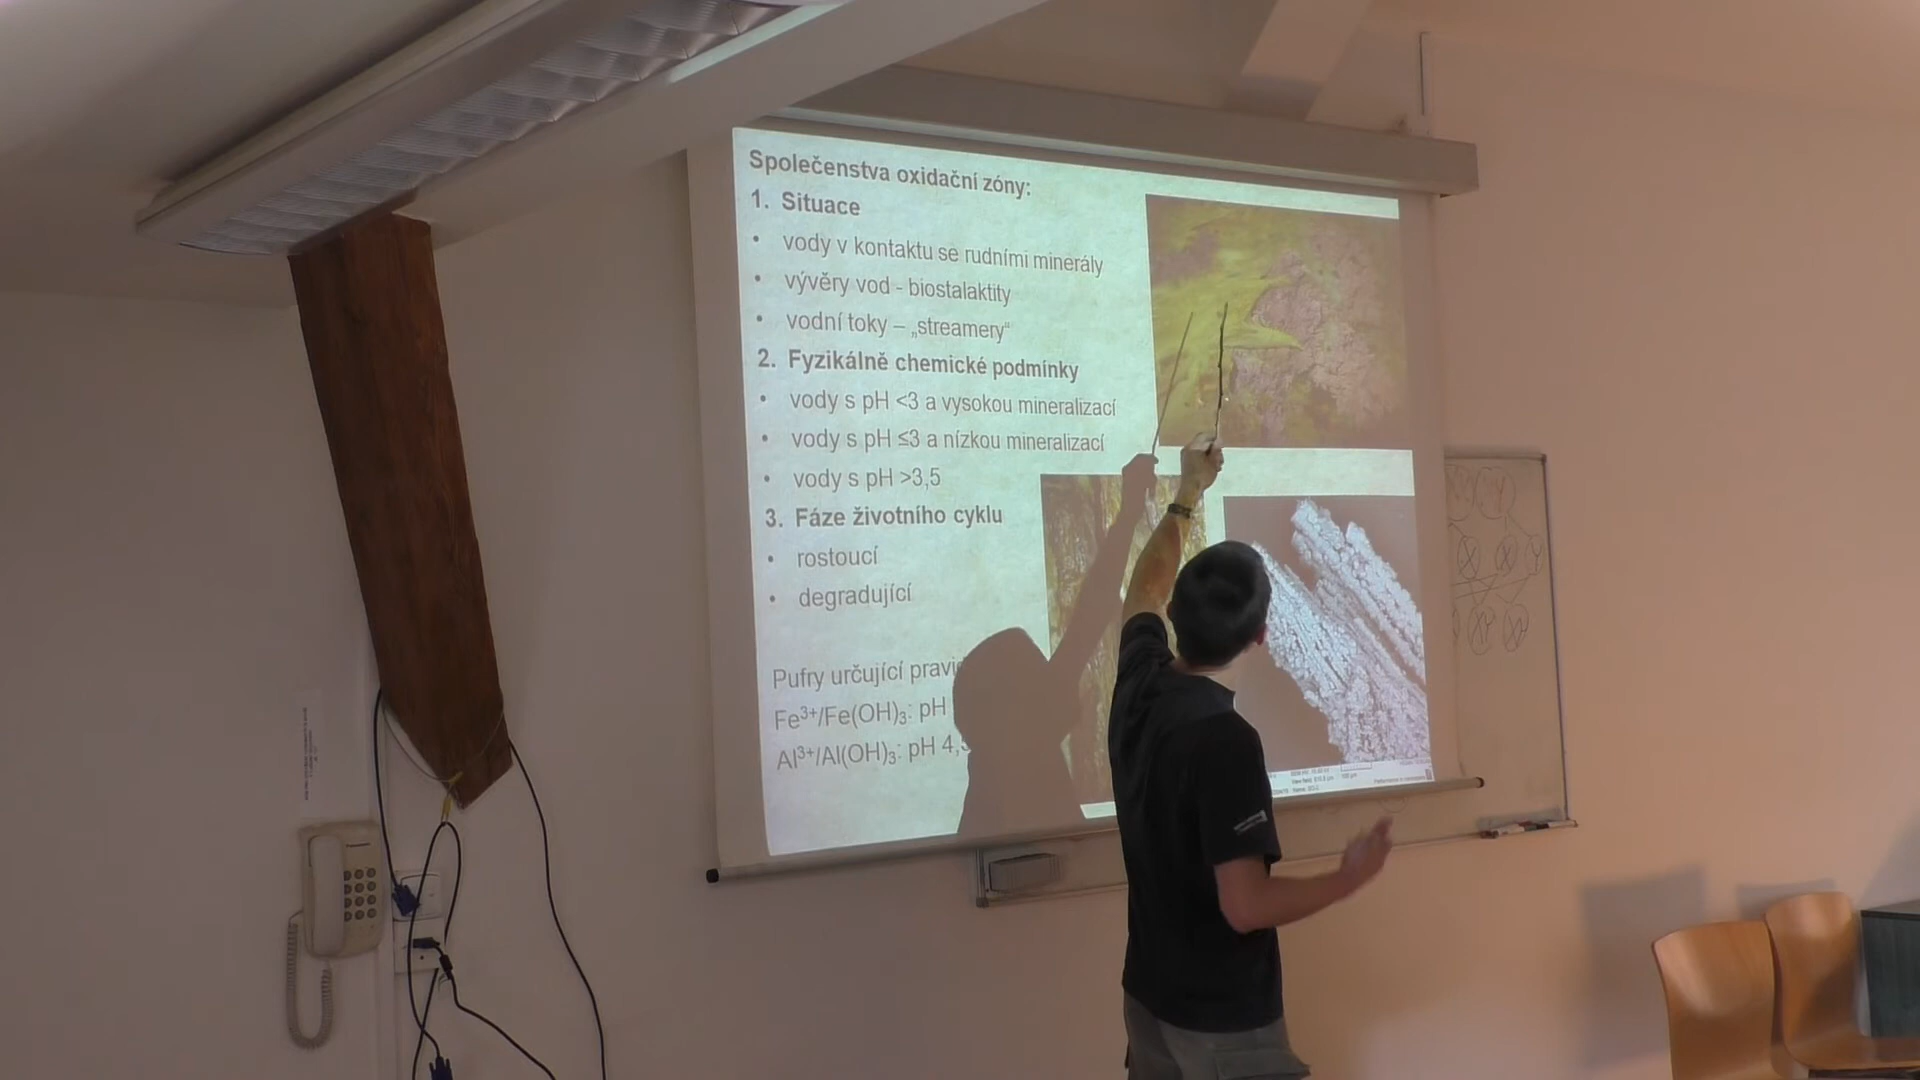 Společenstva oxidační zóny:
1. Situace
• vody v kontaktu se rudními minerály
• vývěry vod - biostalaktity
• vodní toky – „streamery“
2. Fyzikálně chemické podmínky
• vody s pH <3 a vysokou mineralizací
• vody s pH ≤3 a nízkou mineralizací
• vody s pH >3,5
3. Fáze životního cyklu
• rostoucí
• degradující
Pufry určující pravi
Fe³⁺/Fe(OH)₃: pH
Al³⁺/Al(OH)₃: pH 4,5